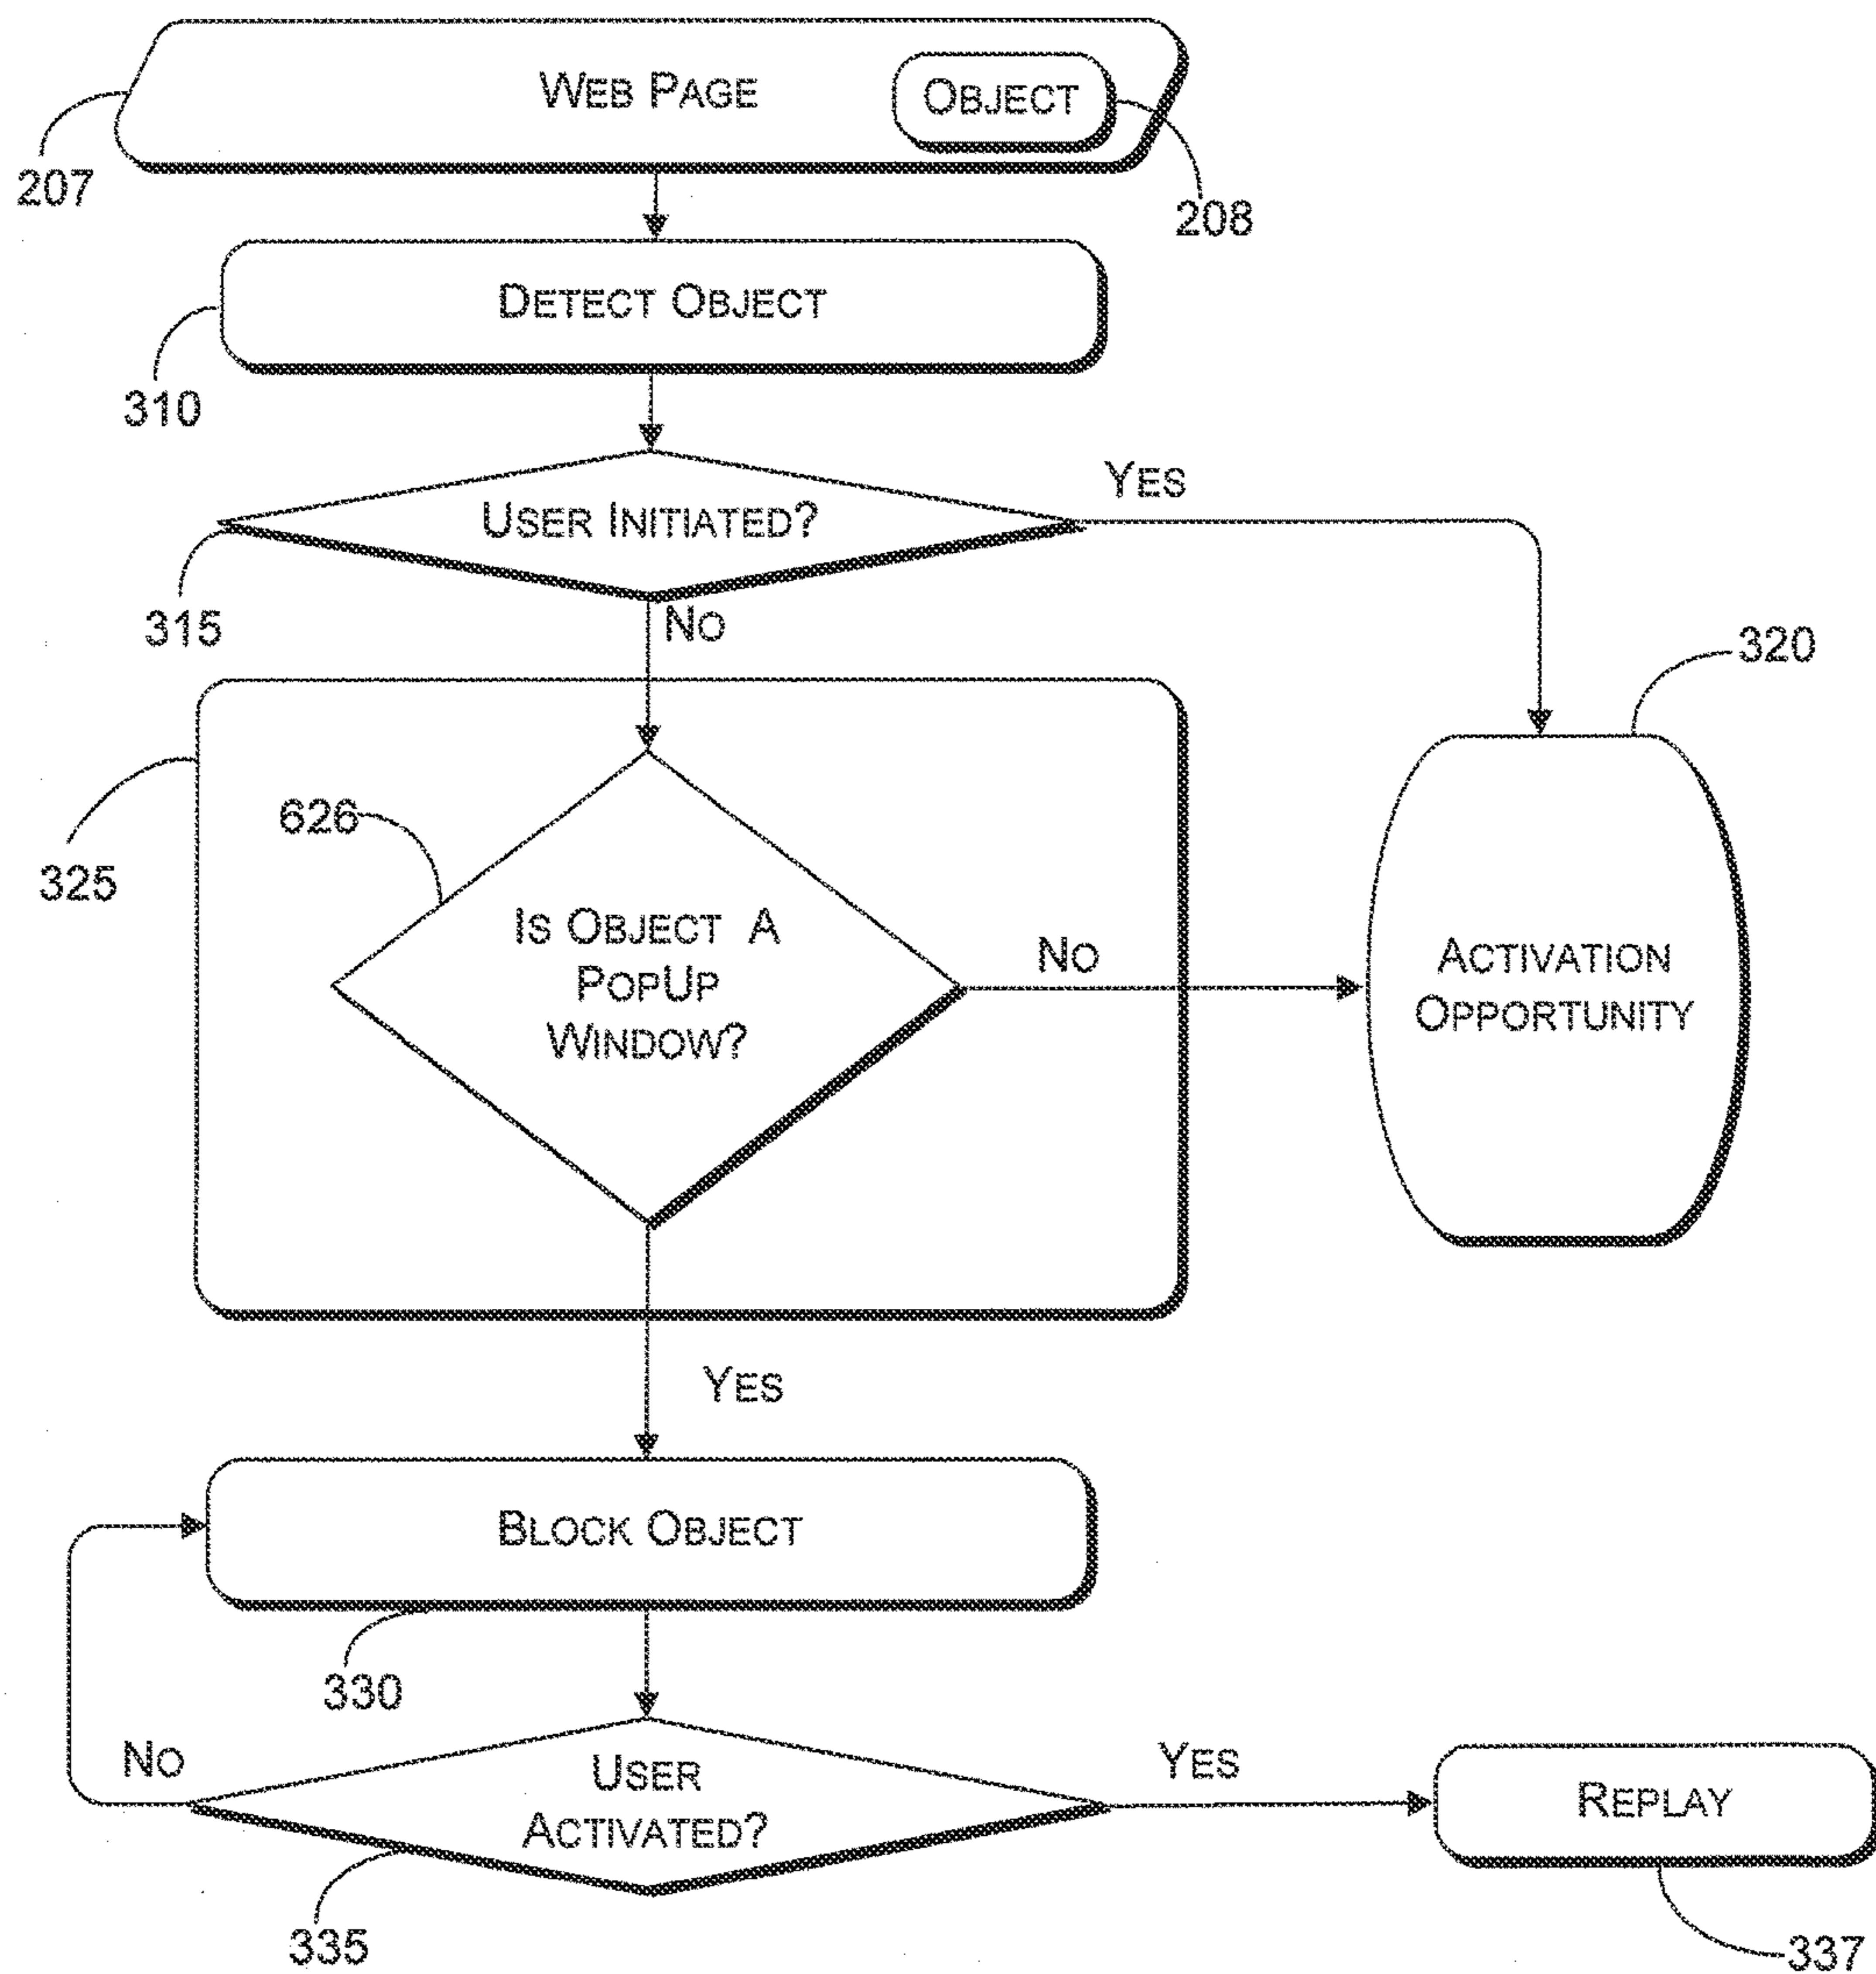 WEB PAGE
OBJECT
207
208
DETECT OBJECT
310
YES
USER INITIATED?
315
NO
320
626
325
IS OBJECT A
POPUP
WINDOW?
NO
ACTIVATION
OPPORTUNITY
YES
BLOCK OBJECT
330
NO
USER
ACTIVATED?
YES
REPLAY
335
337